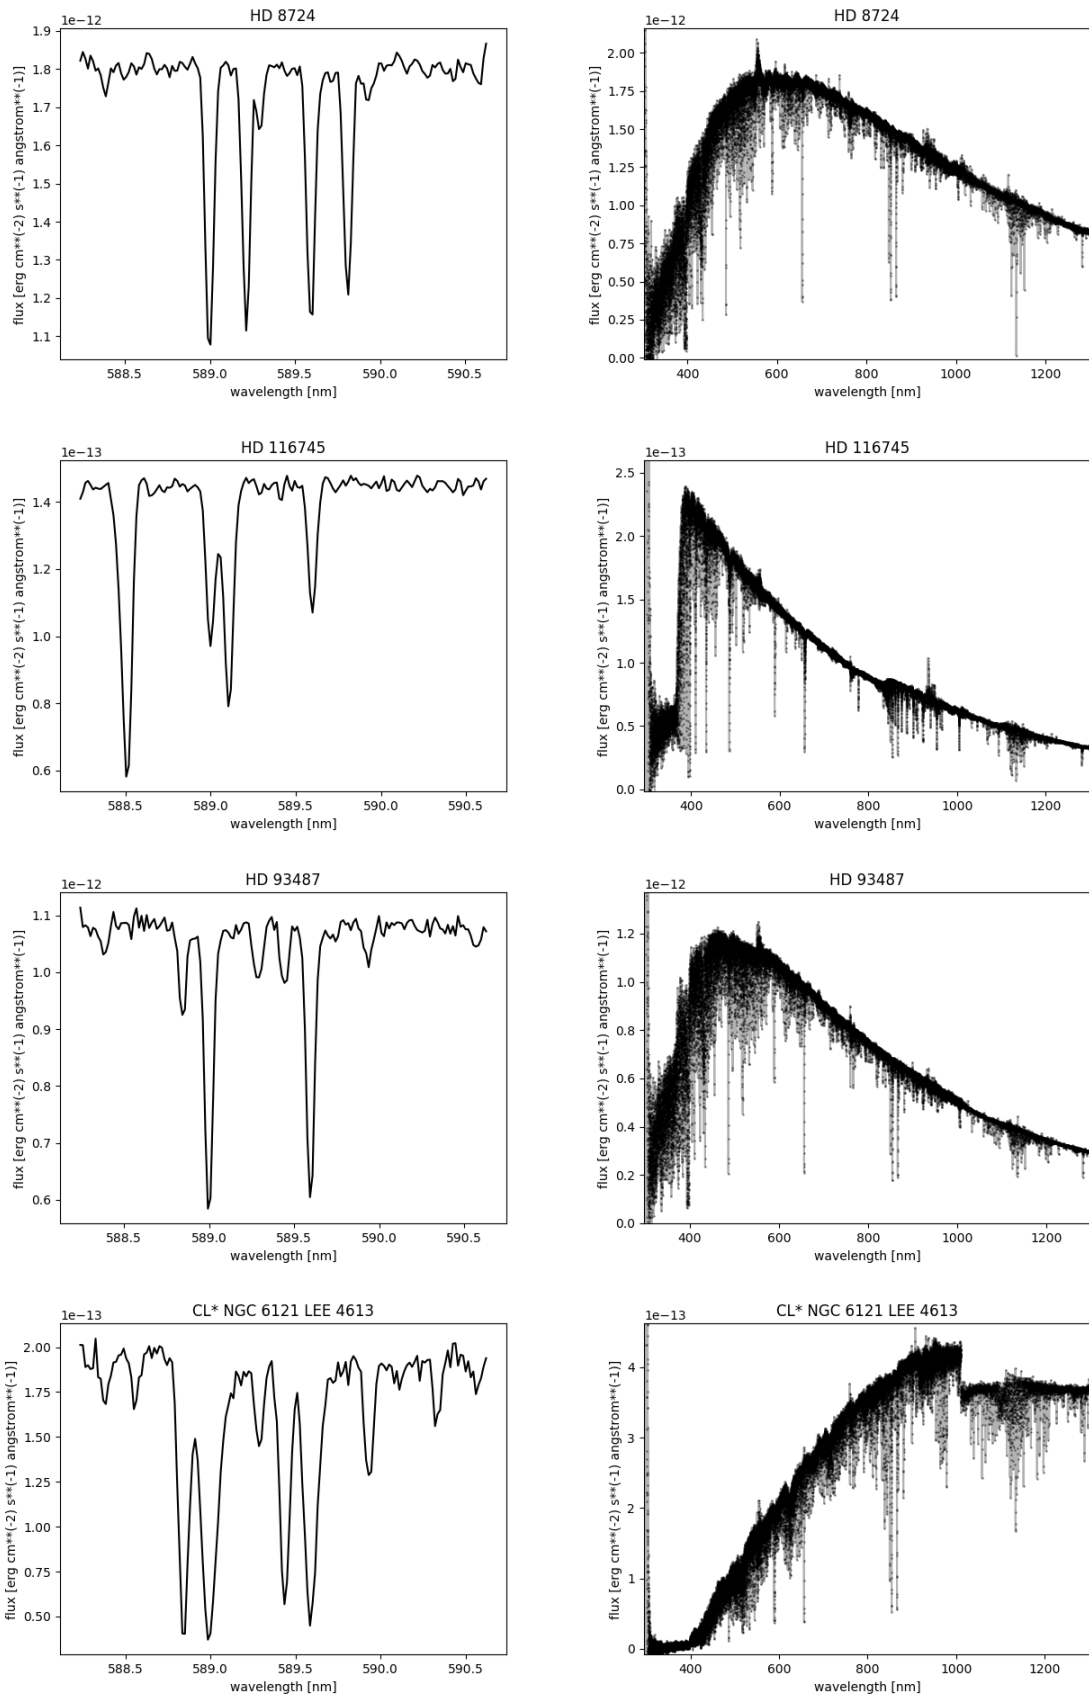 HD 8724
1e−12
flux [erg cm**(-2) s**(-1) angstrom**(-1)]
1.9
1.8
1.7
1.6
1.5
1.4
1.3
1.2
1.1
588.5 589.0 589.5 590.0 590.5
wavelength [nm]
HD 8724
1e−12
flux [erg cm**(-2) s**(-1) angstrom**(-1)]
2.00
1.75
1.50
1.25
1.00
0.75
0.50
0.25
0.00
400 600 800 1000 1200
wavelength [nm]
HD 116745
1e−13
flux [erg cm**(-2) s**(-1) angstrom**(-1)]
1.4
1.2
1.0
0.8
0.6
588.5 589.0 589.5 590.0 590.5
wavelength [nm]
HD 116745
1e−13
flux [erg cm**(-2) s**(-1) angstrom**(-1)]
2.5
2.0
1.5
1.0
0.5
0.0
400 600 800 1000 1200
wavelength [nm]
HD 93487
1e−12
flux [erg cm**(-2) s**(-1) angstrom**(-1)]
1.1
1.0
0.9
0.8
0.7
0.6
588.5 589.0 589.5 590.0 590.5
wavelength [nm]
HD 93487
1e−12
flux [erg cm**(-2) s**(-1) angstrom**(-1)]
1.2
1.0
0.8
0.6
0.4
0.2
0.0
400 600 800 1000 1200
wavelength [nm]
CL* NGC 6121 LEE 4613
1e−13
flux [erg cm**(-2) s**(-1) angstrom**(-1)]
2.00
1.75
1.50
1.25
1.00
0.75
0.50
588.5 589.0 589.5 590.0 590.5
wavelength [nm]
CL* NGC 6121 LEE 4613
1e−13
flux [erg cm**(-2) s**(-1) angstrom**(-1)]
4
3
2
1
0
400 600 800 1000 1200
wavelength [nm]